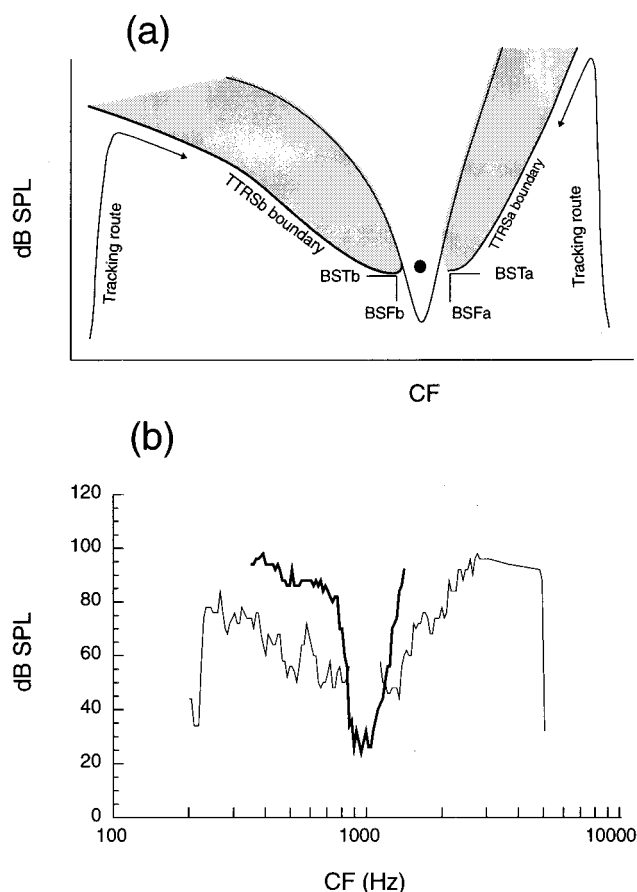 (a)
dB SPL
Tracking route
TTRSb boundary
BSTb
BSFb
BSTa
BSFa
TTRSa boundary
Tracking route
CF
(b)
dB SPL
120
100
80
60
40
20
0
100
1000
10000
CF (Hz)